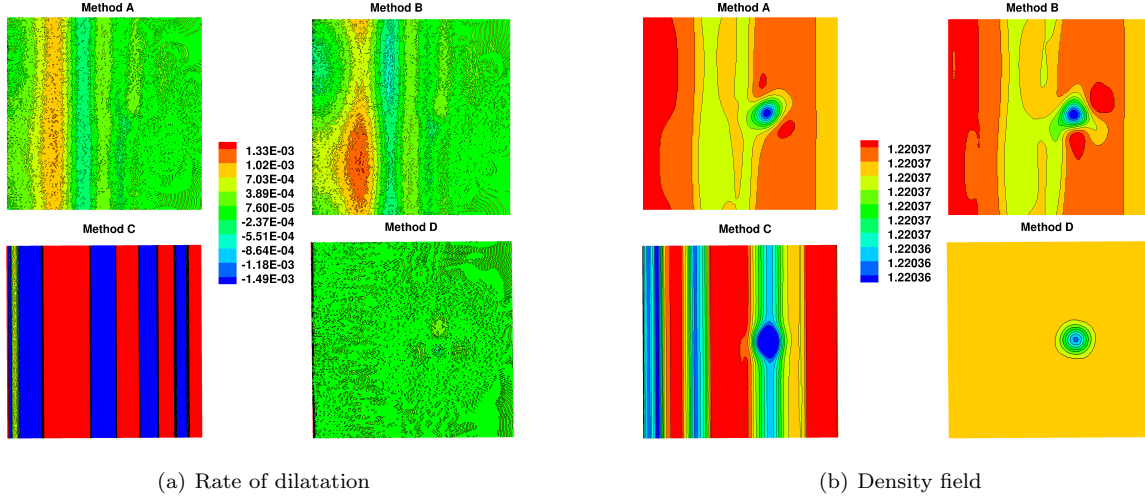 Method A
Method B
1.33E-03
1.02E-03
7.03E-04
3.89E-04
7.60E-05
-2.37E-04
-5.51E-04
-8.64E-04
-1.18E-03
-1.49E-03
Method C
Method D
(a) Rate of dilatation
Method A
Method B
1.22037
1.22037
1.22037
1.22037
1.22037
1.22037
1.22037
1.22036
1.22036
1.22036
Method C
Method D
(b) Density field